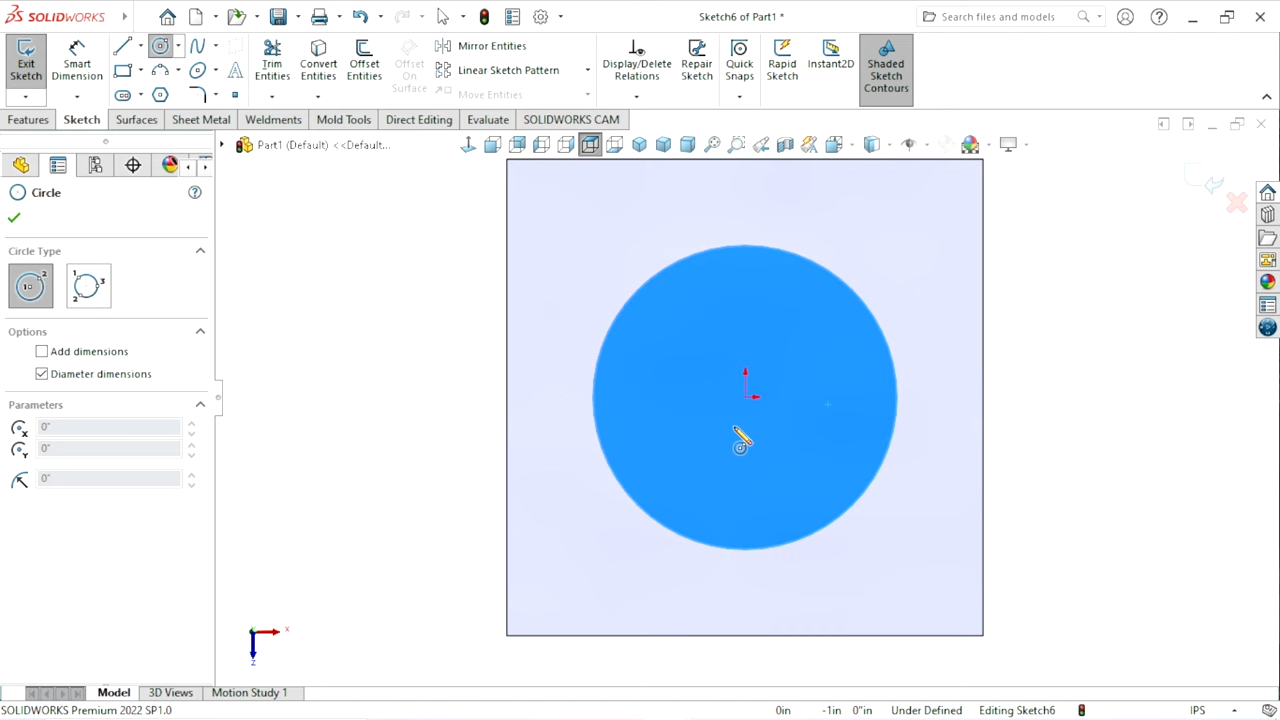 SOLIDWORKS
Sketch6 of Part1 *
Search files and models
Exit Sketch
Smart Dimension
Trim Entities
Convert Entities
Offset Entities
Offset On Surface
Mirror Entities
Linear Sketch Pattern
Move Entities
Display/Delete Relations
Repair Sketch
Quick Snaps
Rapid Sketch
Instant2D
Shaded Sketch Contours
Features
Sketch
Surfaces
Sheet Metal
Weldments
Mold Tools
Direct Editing
Evaluate
SOLIDWORKS CAM
Part1 (Default) <<Default...
Circle
Circle Type
Options
Add dimensions
Diameter dimensions
Parameters
0"
0"
0"
X
Z
Model
3D Views
Motion Study 1
SOLIDWORKS Premium 2022 SP1.0
0in
-1in
0"in
Under Defined
Editing Sketch6
IPS